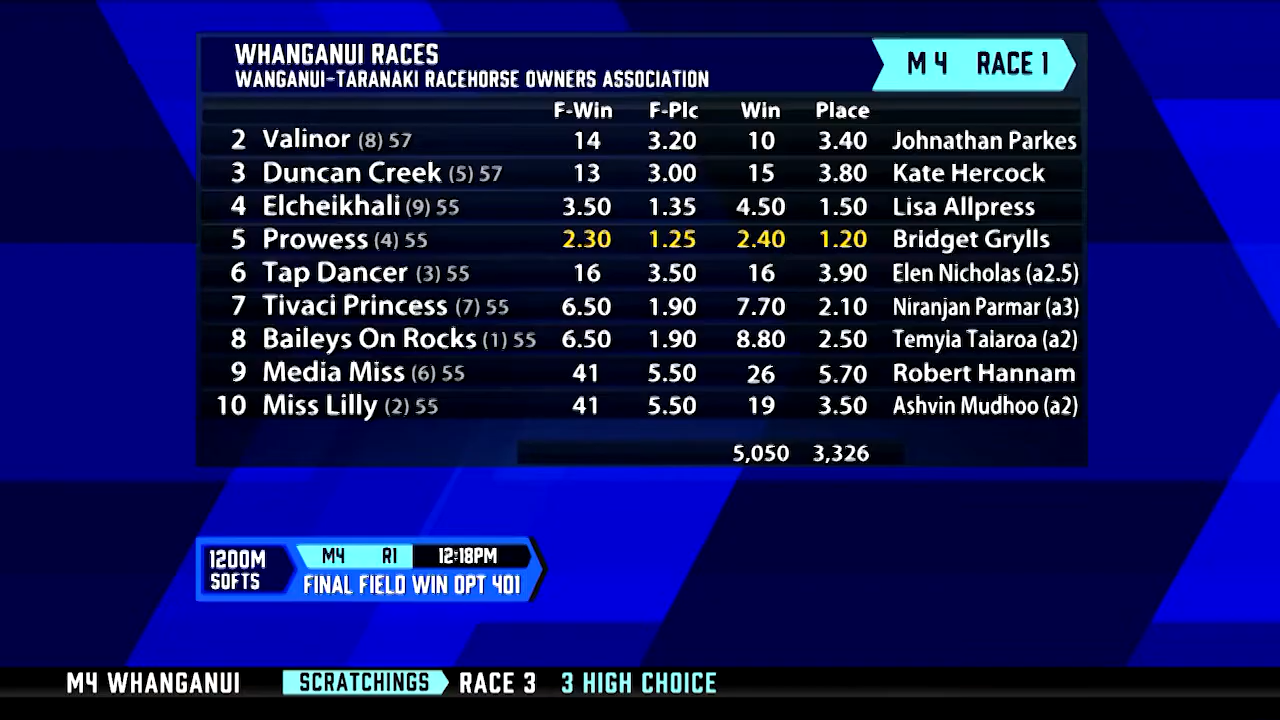 WHANGANUI RACES
WANGANUI-TARANAKI RACEHORSE OWNERS ASSOCIATION
M 4 RACE 1
F-Win F-Plc Win Place
2 Valinor (8) 57 14 3.20 10 3.40 Johnathan Parkes
3 Duncan Creek (5) 57 13 3.00 15 3.80 Kate Hercock
4 Elcheikhali (9) 55 3.50 1.35 4.50 1.50 Lisa Allpress
5 Prowess (4) 55 2.30 1.25 2.40 1.20 Bridget Grylls
6 Tap Dancer (3) 55 16 3.50 16 3.90 Elen Nicholas (a2.5)
7 Tivaci Princess (7) 55 6.50 1.90 7.70 2.10 Niranjan Parmar (a3)
8 Baileys On Rocks (1) 55 6.50 1.90 8.80 2.50 Temyia Taiaroa (a2)
9 Media Miss (6) 55 41 5.50 26 5.70 Robert Hannam
10 Miss Lilly (2) 55 41 5.50 19 3.50 Ashvin Mudhoo (a2)
5,050 3,326
1200M
SOFT5
M4 R1 12:18PM
FINAL FIELD WIN OPT 401
M4 WHANGANUI SCRATCHINGS RACE 3 3 HIGH CHOICE